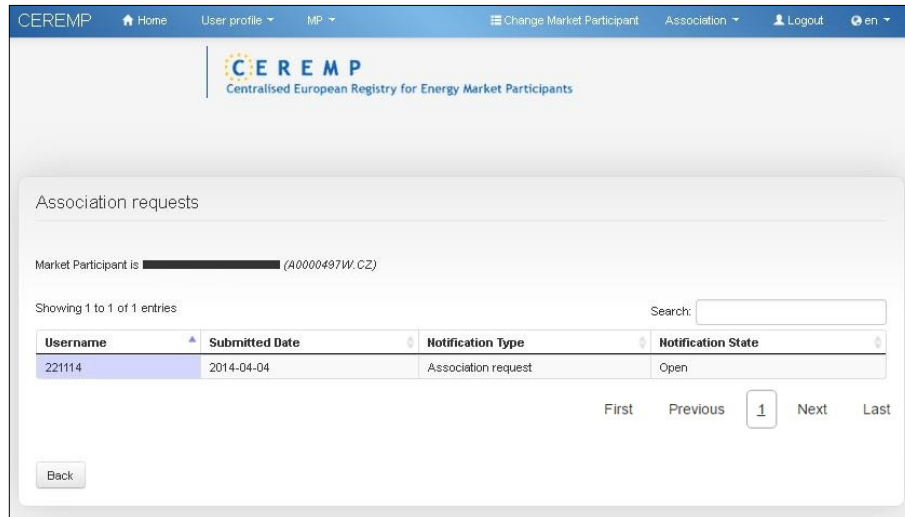 CEREMP Home User profile MP Change Market Participant Association Logout en
C E R E M P
Centralised European Registry for Energy Market Participants
Association requests
Market Participant is (A0000497W.CZ)
Showing 1 to 1 of 1 entries Search:
Username Submitted Date Notification Type Notification State
221114 2014-04-04 Association request Open
First Previous 1 Next Last
Back